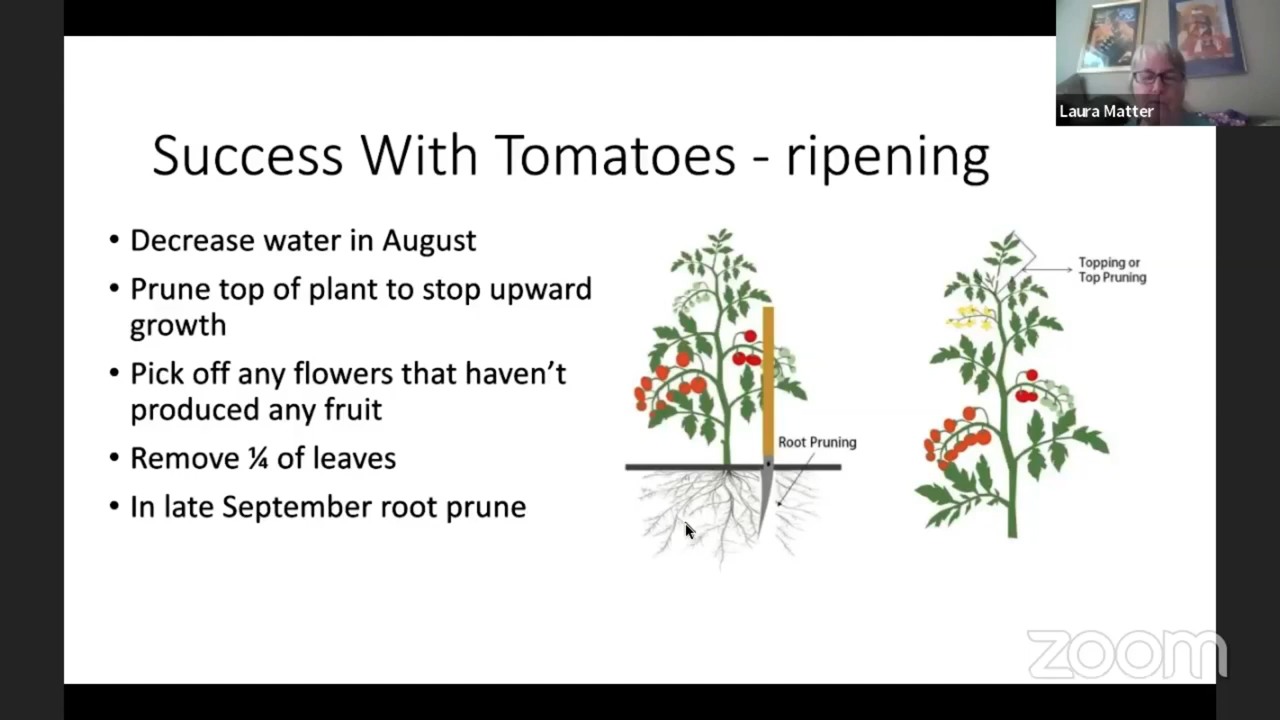 Laura Matter
Success With Tomatoes - ripening
• Decrease water in August
• Prune top of plant to stop upward
growth
• Pick off any flowers that haven't
produced any fruit
• Remove ¼ of leaves
• In late September root prune
Root Pruning
Topping or
Top Pruning
zoom